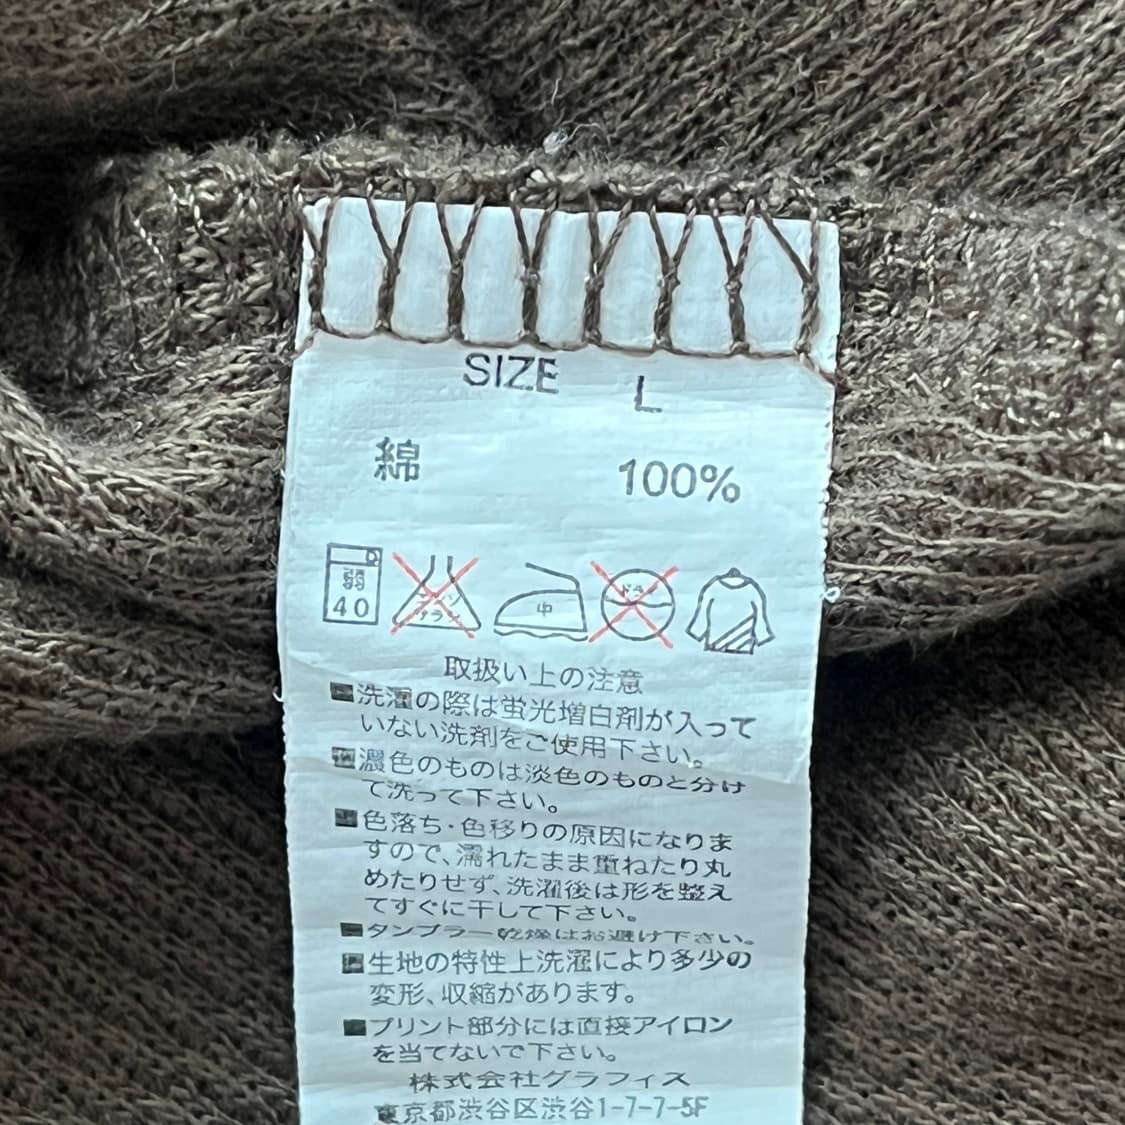 SIZE L
綿 100%
弱
40
エンソ
サラシ
中
ドライ
取扱い上の注意
■洗濯の際は蛍光増白剤が入って
いない洗剤をご使用下さい。
■濃色のものは淡色のものと分け
て洗って下さい。
■色落ち・色移りの原因になりま
すので、濡れたまま重ねたり丸
めたりせず、洗濯後は形を整え
てすぐに干して下さい。
■タンブラー乾燥はお避け下さい。
■生地の特性上洗濯により多少の
変形、収縮があります。
■プリント部分には直接アイロン
を当てないで下さい。
株式会社グラフィス
東京都渋谷区渋谷1-7-7-5F